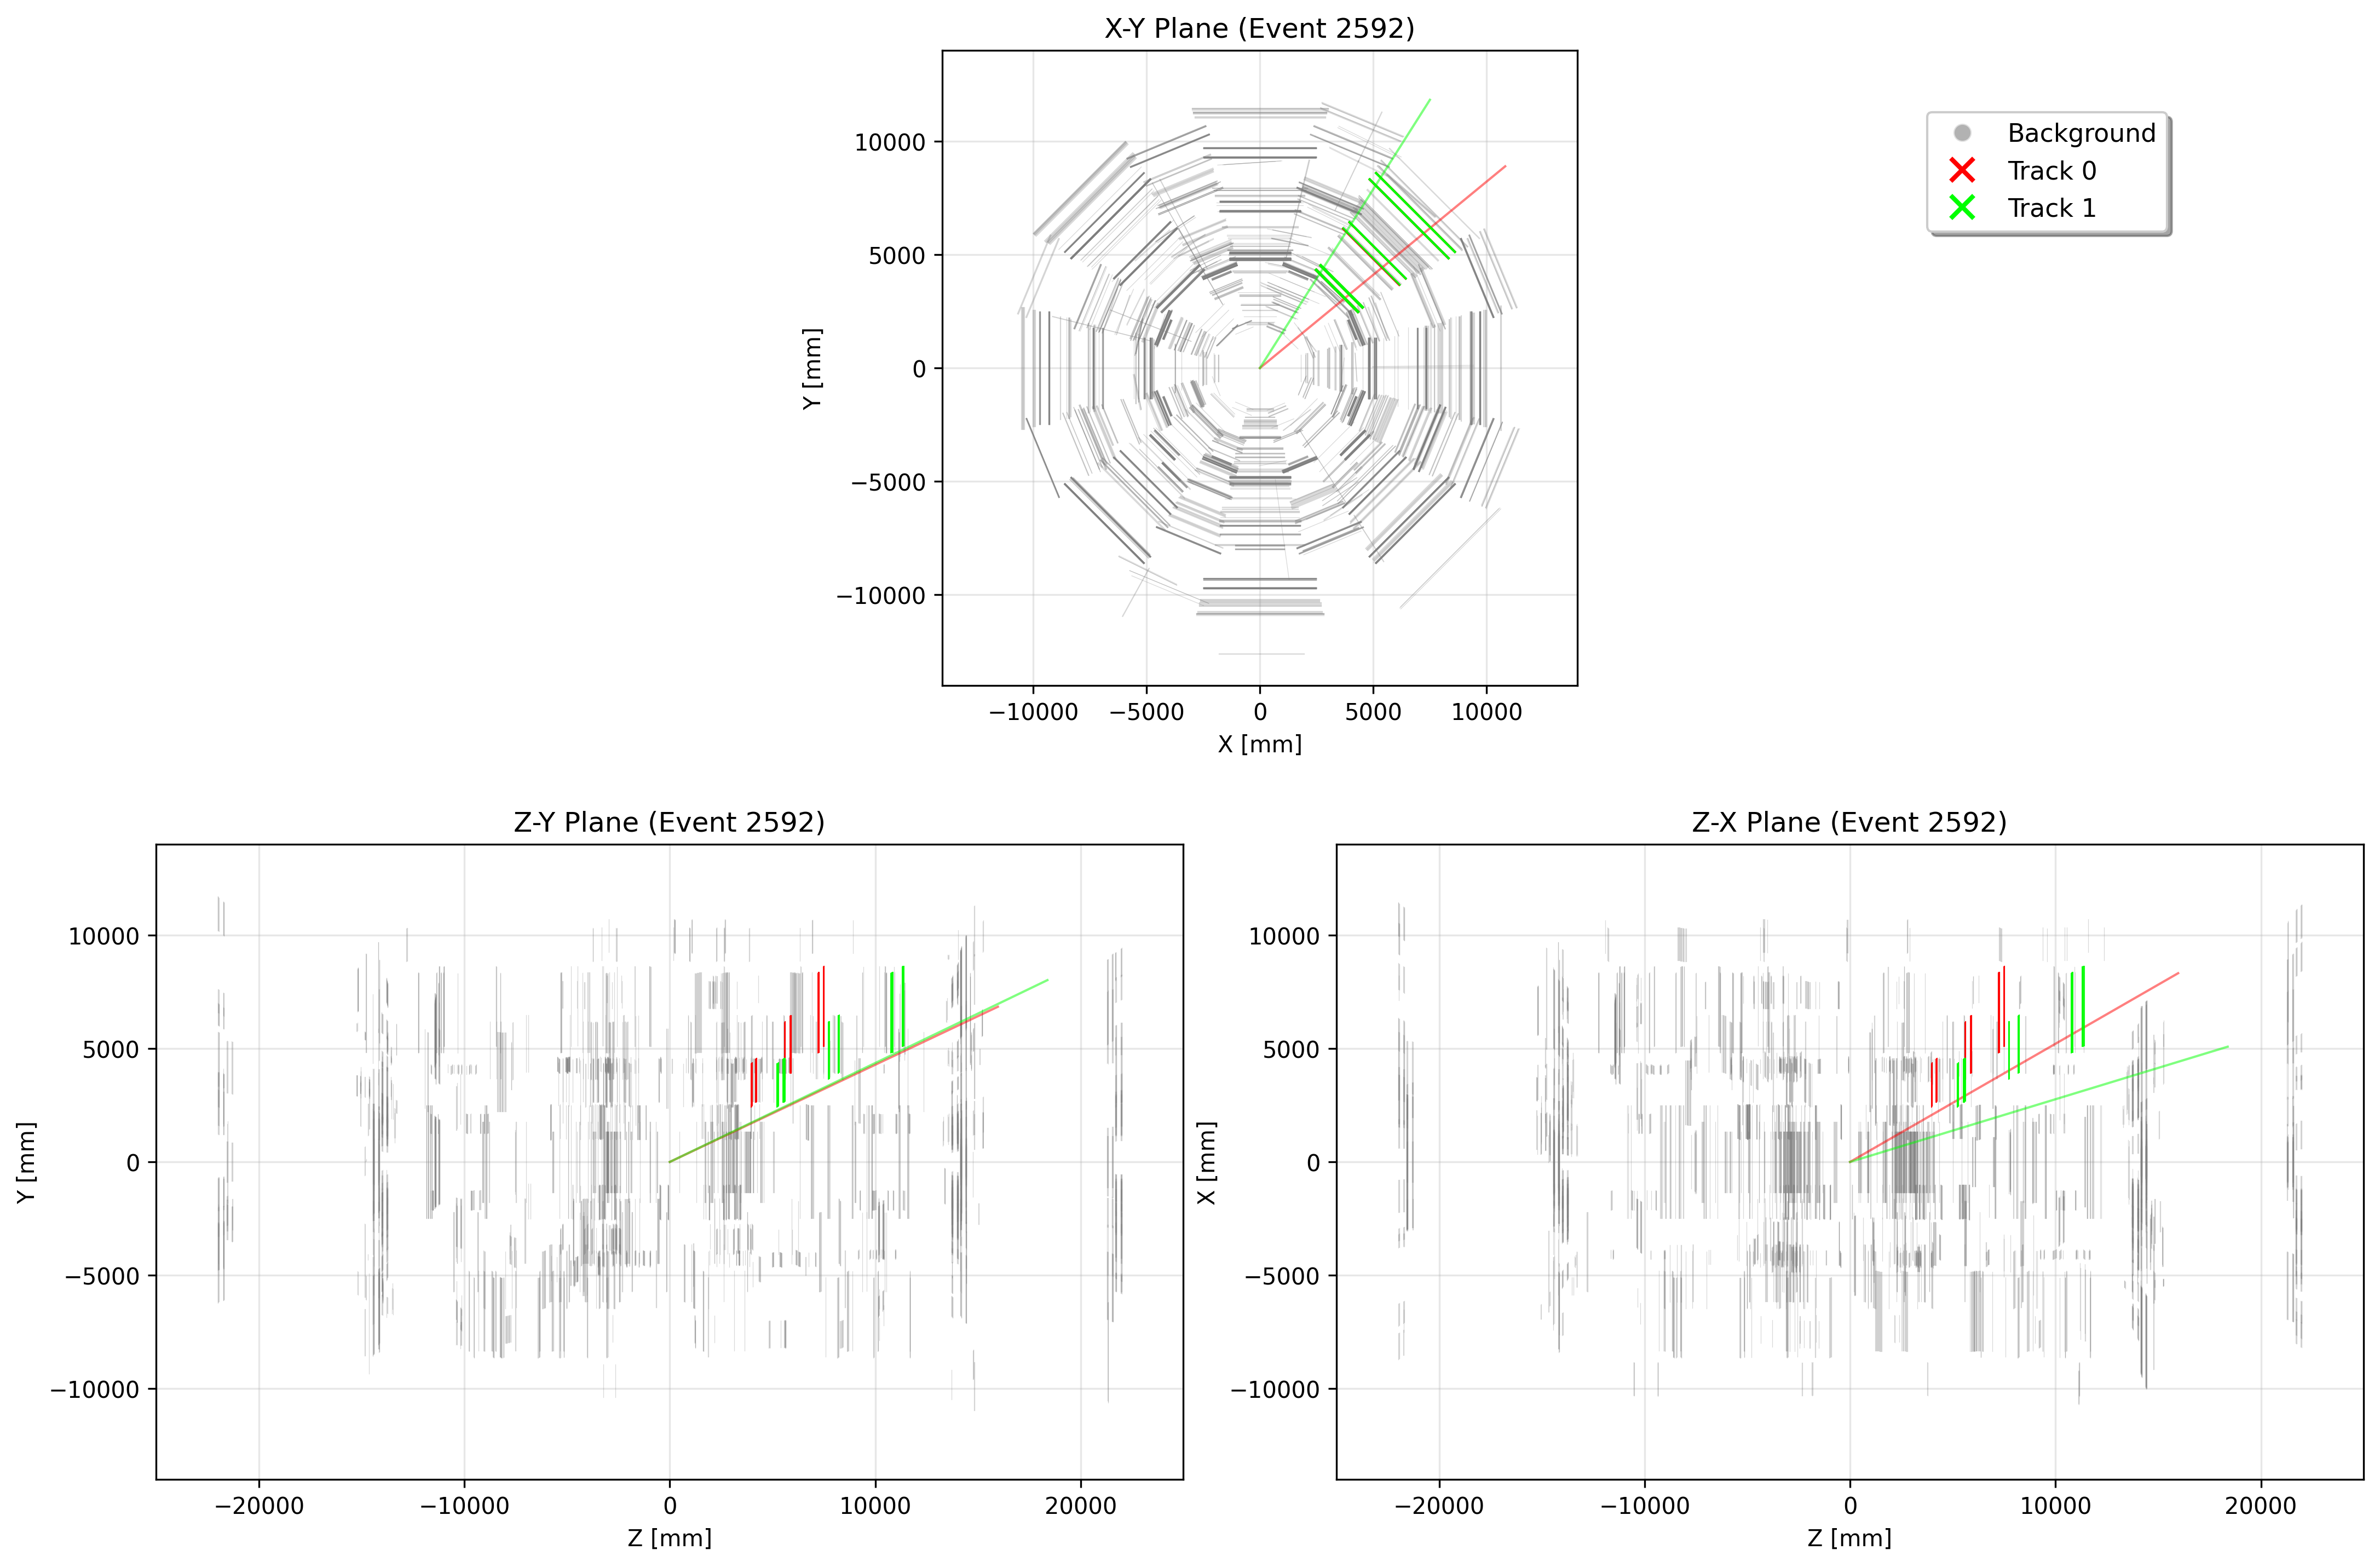 X-Y Plane (Event 2592)
Y [mm]
10000
5000
0
−5000
−10000
−10000 −5000 0 5000 10000
X [mm]
Background
Track 0
Track 1
Z-Y Plane (Event 2592)
Y [mm]
10000
5000
0
−5000
−10000
−20000 −10000 0 10000 20000
Z [mm]
Z-X Plane (Event 2592)
X [mm]
10000
5000
0
−5000
−10000
−20000 −10000 0 10000 20000
Z [mm]